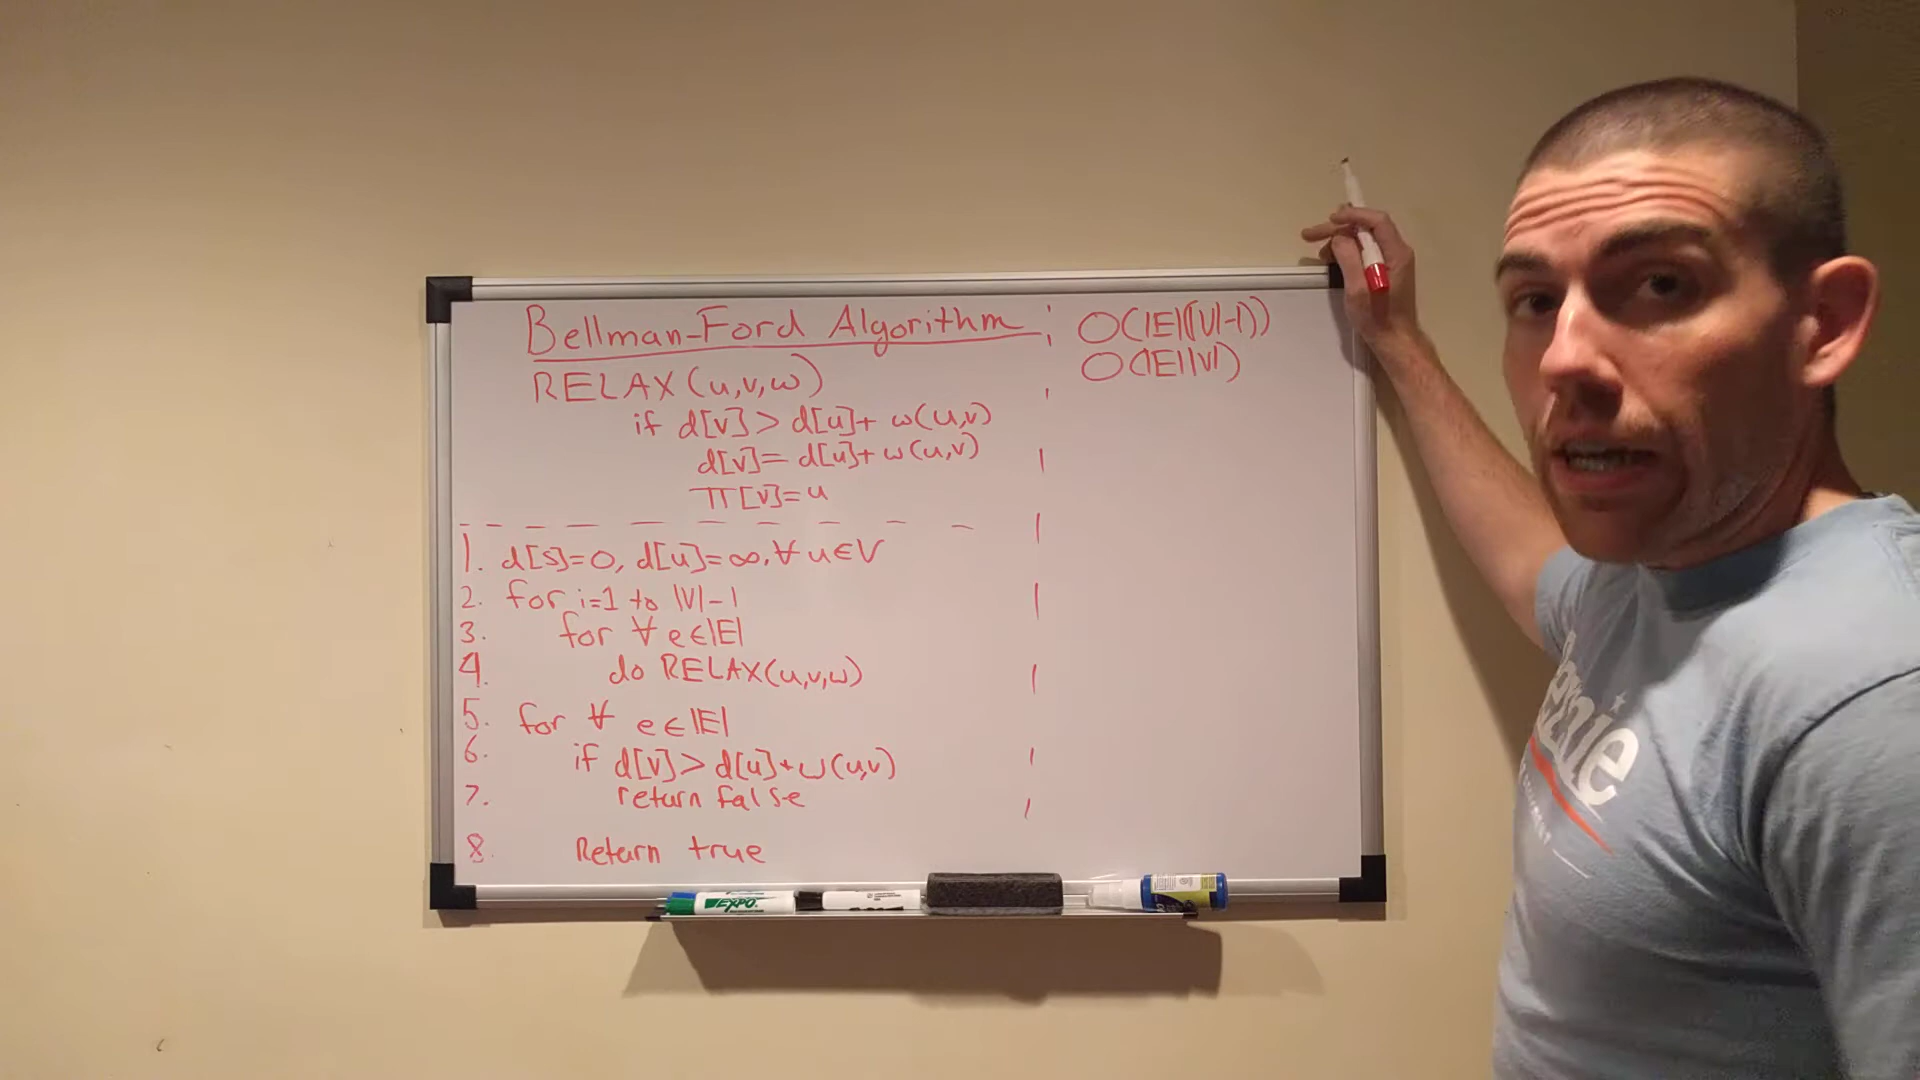 Bellman-Ford Algorithm
RELAX(u,v,w)
if d[v] > d[u] + w(u,v)
d[v] = d[u] + w(u,v)
π[v] = u
1. d[s]=0, d[u]=∞, ∀ u∈V
2. for i=1 to |V|-1
3. for ∀ e∈|E|
4. do RELAX(u,v,w)
5. for ∀ e∈|E|
6. if d[v] > d[u] + w(u,v)
7. return false
8. Return true
O(|E|(|V|-1))
O(|E||V|)
EXPO